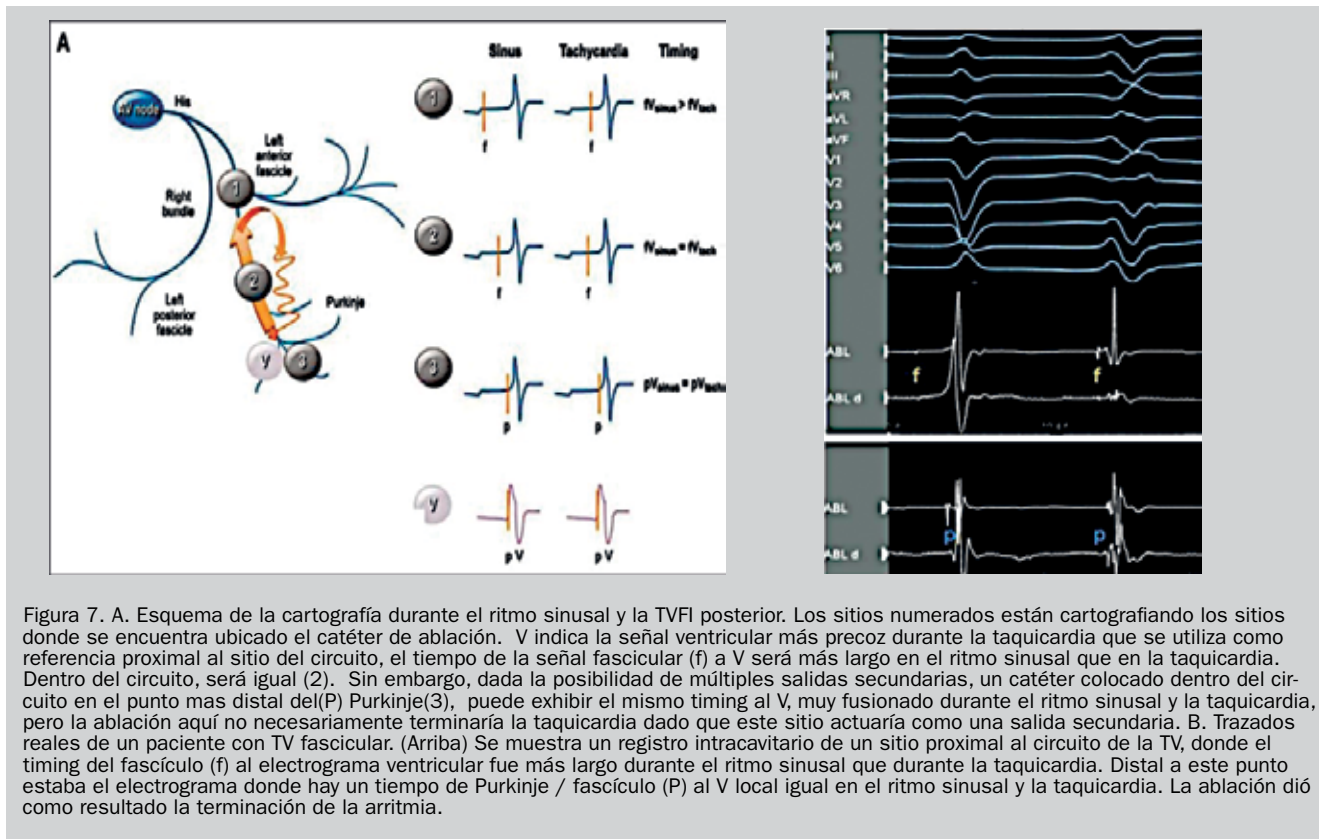 A
Sinus Tachycardia Timing
AV node
His
Left
anterior
fascicle
Right
bundle
Left
posterior
fascicle
Purkinje
1
2
V
3
1
f
f
fVsinus > fVtach
2
f
f
fVsinus = fVtach
3
p
p
pVsinus = pVtach
V
p V
p V
I
II
III
aVR
aVL
aVF
V1
V2
V3
V4
V5
V6
ABL
f
f
ABL d
ABL
p
p
ABL d
Figura 7. A. Esquema de la cartografía durante el ritmo sinusal y la TVFI posterior. Los sitios numerados están cartografiando los sitios
donde se encuentra ubicado el catéter de ablación. V indica la señal ventricular más precoz durante la taquicardia que se utiliza como
referencia proximal al sitio del circuito, el tiempo de la señal fascicular (f) a V será más largo en el ritmo sinusal que en la taquicardia.
Dentro del circuito, será igual (2). Sin embargo, dada la posibilidad de múltiples salidas secundarias, un catéter colocado dentro del cir-
cuito en el punto mas distal del(P) Purkinje(3), puede exhibir el mismo timing al V, muy fusionado durante el ritmo sinusal y la taquicardia,
pero la ablación aquí no necesariamente terminaría la taquicardia dado que este sitio actuaría como una salida secundaria. B. Trazados
reales de un paciente con TV fascicular. (Arriba) Se muestra un registro intracavitario de un sitio proximal al circuito de la TV, donde el
timing del fascículo (f) al electrograma ventricular fue más largo durante el ritmo sinusal que durante la taquicardia. Distal a este punto
estaba el electrograma donde hay un tiempo de Purkinje / fascículo (P) al V local igual en el ritmo sinusal y la taquicardia. La ablación dió
como resultado la terminación de la arritmia.